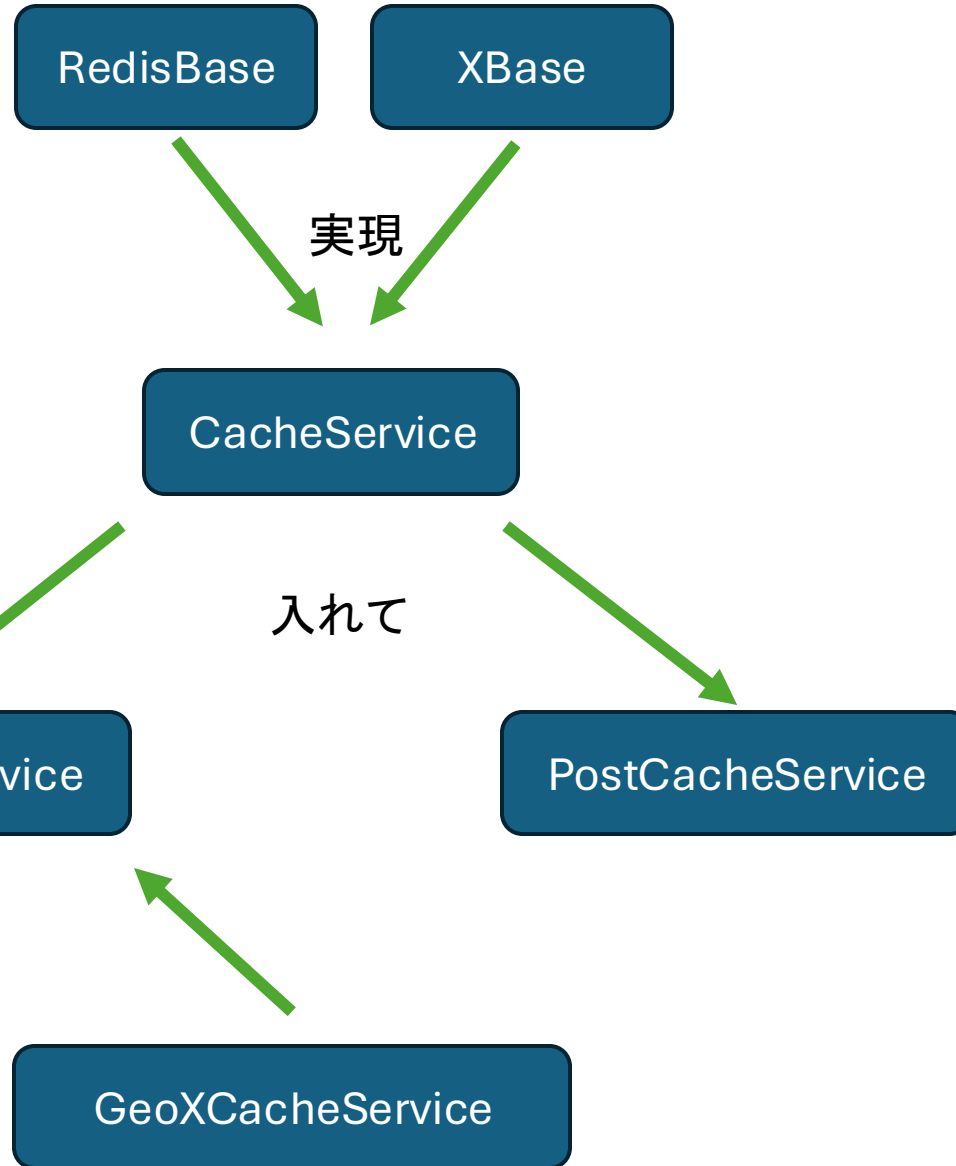 RedisBase
XBase
実現
CacheService
入れて
vice
PostCacheService
GeoXCacheService